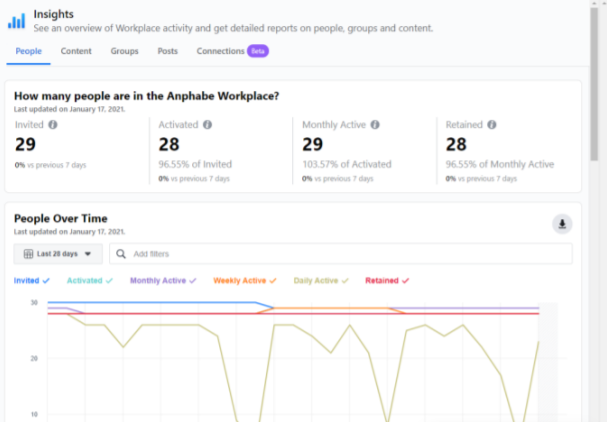 Insights
See an overview of Workplace activity and get detailed reports on people, groups and content.
People Content Groups Posts Connections Beta
How many people are in the Anphabe Workplace?
Last updated on January 17, 2021.
Invited Activated Monthly Active Retained
29 28 29 28
96.55% of Invited 103.57% of Activated 96.55% of Monthly Active
0% vs previous 7 days 0% vs previous 7 days 0% vs previous 7 days 0% vs previous 7 days
People Over Time
Last updated on January 17, 2021.
Last 28 days Add filters
Invited Activated Monthly Active Weekly Active Daily Active Retained
30
20
10